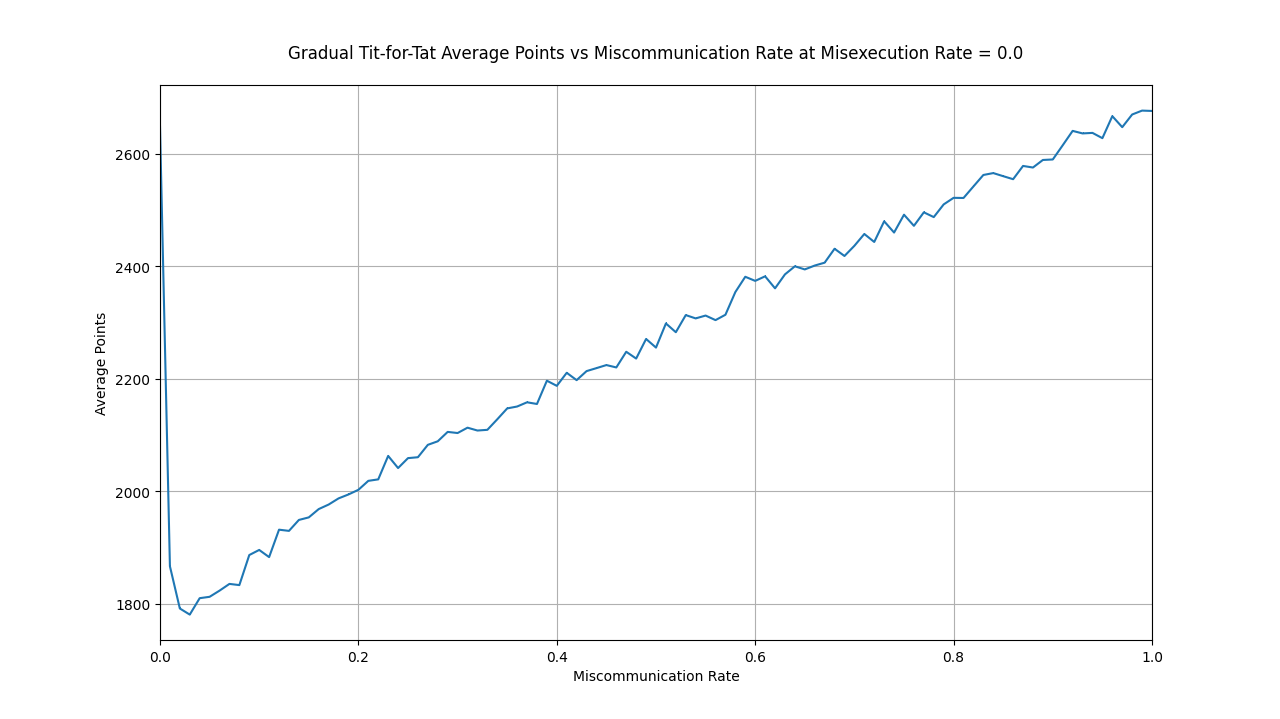 Gradual Tit-for-Tat Average Points vs Miscommunication Rate at Misexecution Rate = 0.0
2600
2400
2200
2000
1800
Average Points
0.0 0.2 0.4 0.6 0.8 1.0
Miscommunication Rate